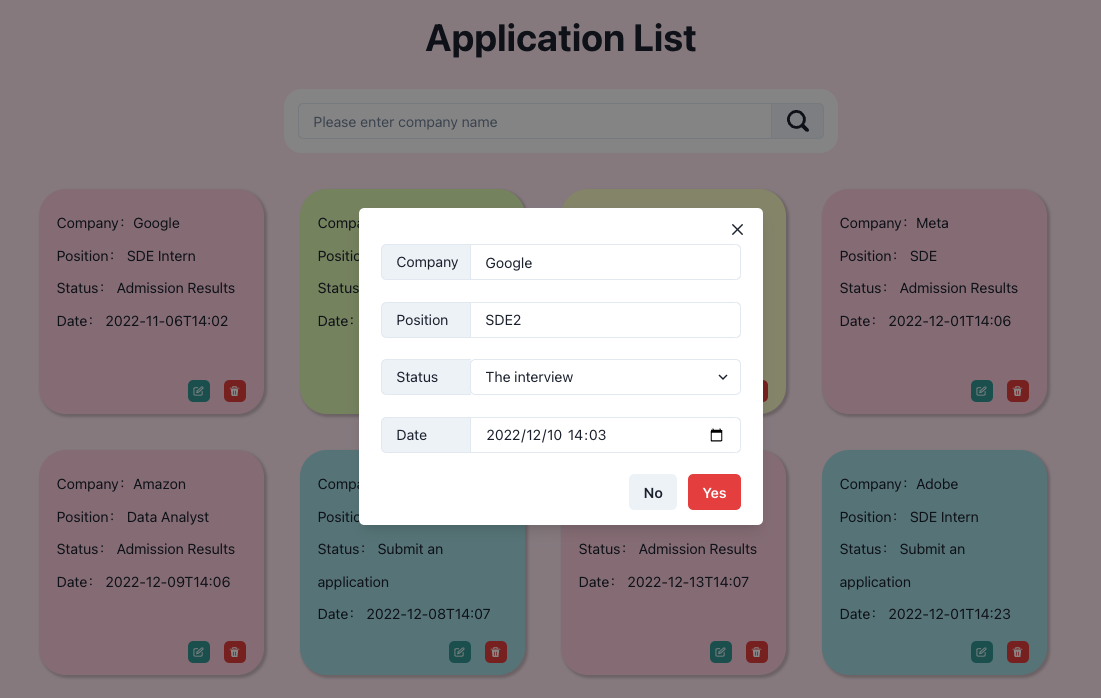 Application List
Please enter company name
Company： Google
Position： SDE Intern
Status： Admission Results
Date： 2022-11-06T14:02
Status
Date：
Company： Meta
Position： SDE
Status： Admission Results
Date： 2022-12-01T14:06
Company Google
Position SDE2
Status The interview
Date 2022/12/10 14:03
No Yes
Company： Amazon
Position： Data Analyst
Status： Admission Results
Date： 2022-12-09T14:06
Status： Submit an
application
Date： 2022-12-08T14:07
Status： Admission Results
Date： 2022-12-13T14:07
Company： Adobe
Position： SDE Intern
Status： Submit an
application
Date： 2022-12-01T14:23